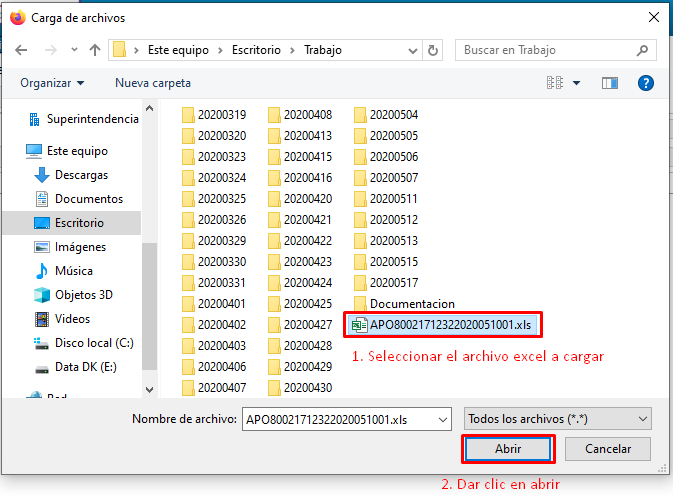 Carga de archivos
Este equipo > Escritorio > Trabajo
Buscar en Trabajo
Organizar
Nueva carpeta
Superintendencia
Este equipo
Descargas
Documentos
Escritorio
Imágenes
Música
Objetos 3D
Videos
Disco local (C:)
Data DK (E:)
Red
20200319
20200320
20200323
20200324
20200325
20200326
20200329
20200330
20200331
20200401
20200402
20200403
20200406
20200407
20200408
20200413
20200415
20200416
20200420
20200421
20200422
20200423
20200424
20200425
20200427
20200428
20200429
20200430
20200504
20200505
20200506
20200507
20200511
20200512
20200513
20200515
20200517
Documentacion
APO80021712322020051001.xls
1. Seleccionar el archivo excel a cargar
Nombre de archivo:
APO80021712322020051001.xls
Todos los archivos (*.*)
Abrir
Cancelar
2. Dar clic en abrir